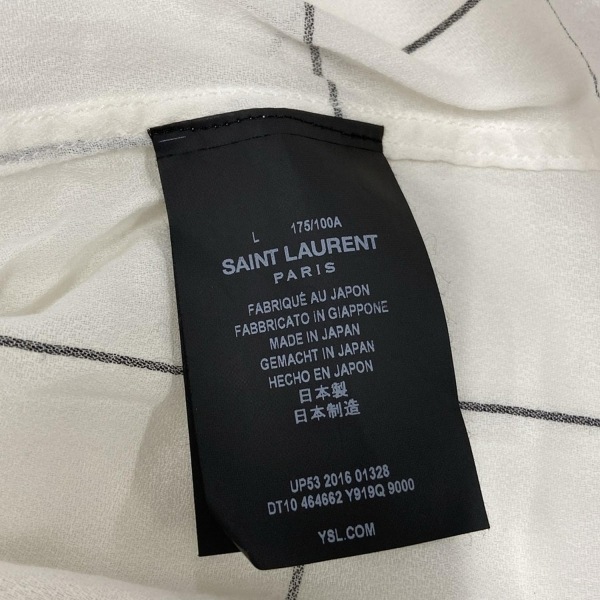 L 175/100A
SAINT LAURENT
PARIS
FABRIQUÉ AU JAPON
FABBRICATO IN GIAPPONE
MADE IN JAPAN
GEMACHT IN JAPAN
HECHO EN JAPON
日本製
日本制造
UP53 2016 01328
DT10 464662 Y919Q 9000
YSL.COM